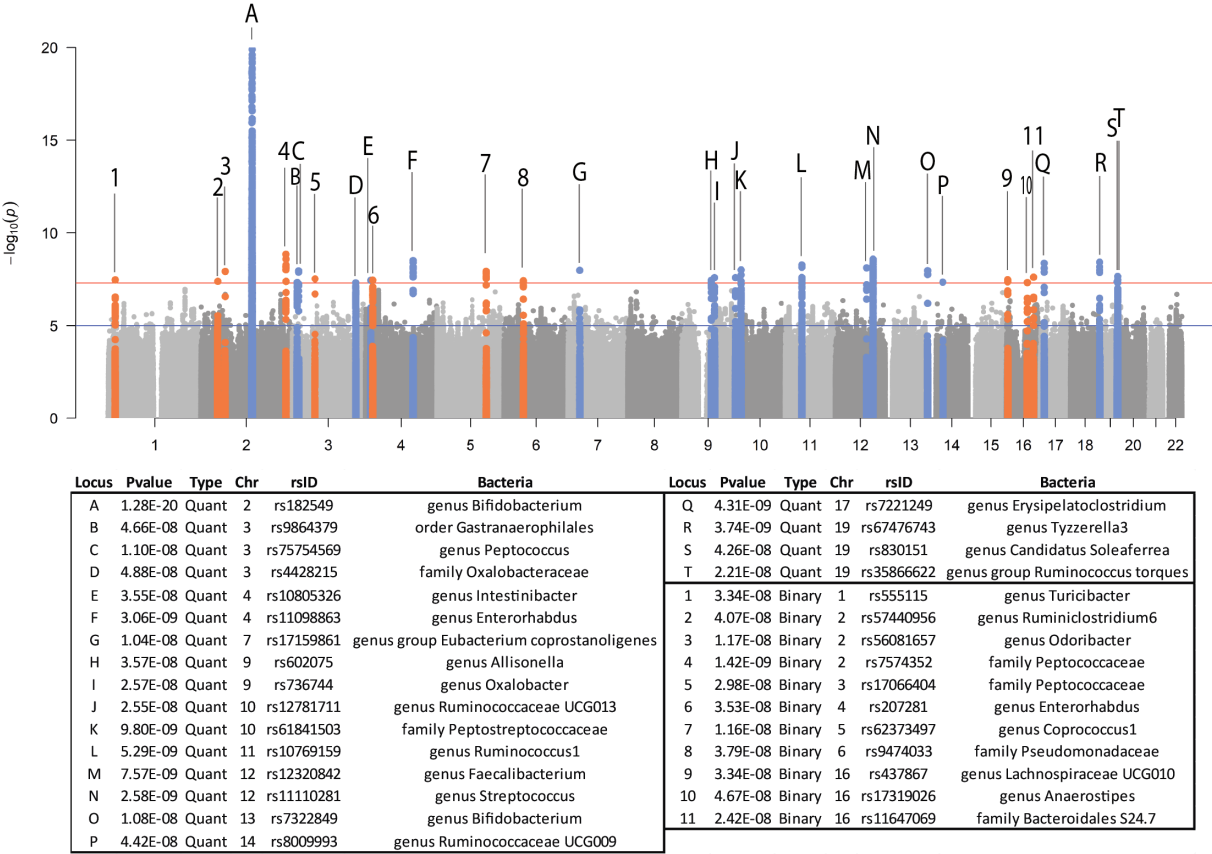 A
20
15
10
5
0
−log10(p)
1
2
3
4
C
B
5
D
E
6
F
7
8
G
H
I
J
K
L
M
N
O
P
9
10
11
Q
R
S
T
1 2 3 4 5 6 7 8 9 10 11 12 13 14 15 16 17 18 20 22
Locus Pvalue Type Chr rsID Bacteria
A 1.28E-20 Quant 2 rs182549 genus Bifidobacterium
B 4.66E-08 Quant 3 rs9864379 order Gastranaerophilales
C 1.10E-08 Quant 3 rs75754569 genus Peptococcus
D 4.88E-08 Quant 3 rs4428215 family Oxalobacteraceae
E 3.55E-08 Quant 4 rs10805326 genus Intestinibacter
F 3.06E-09 Quant 4 rs11098863 genus Enterorhabdus
G 1.04E-08 Quant 7 rs17159861 genus group Eubacterium coprostanoligenes
H 3.57E-08 Quant 9 rs602075 genus Allisonella
I 2.57E-08 Quant 9 rs736744 genus Oxalobacter
J 2.55E-08 Quant 10 rs12781711 genus Ruminococcaceae UCG013
K 9.80E-09 Quant 10 rs61841503 family Peptostreptococcaceae
L 5.29E-09 Quant 11 rs10769159 genus Ruminococcus1
M 7.57E-09 Quant 12 rs12320842 genus Faecalibacterium
N 2.58E-09 Quant 12 rs11110281 genus Streptococcus
O 1.08E-08 Quant 13 rs7322849 genus Bifidobacterium
P 4.42E-08 Quant 14 rs8009993 genus Ruminococcaceae UCG009
Locus Pvalue Type Chr rsID Bacteria
Q 4.31E-09 Quant 17 rs7221249 genus Erysipelatoclostridium
R 3.74E-09 Quant 19 rs67476743 genus Tyzzerella3
S 4.26E-08 Quant 19 rs830151 genus Candidatus Soleaferrea
T 2.21E-08 Quant 19 rs35866622 genus group Ruminococcus torques
1 3.34E-08 Binary 1 rs555115 genus Turicibacter
2 4.07E-08 Binary 2 rs57440956 genus Ruminiclostridium6
3 1.17E-08 Binary 2 rs56081657 genus Odoribacter
4 1.42E-09 Binary 2 rs7574352 family Peptococcaceae
5 2.98E-08 Binary 3 rs17066404 family Peptococcaceae
6 3.53E-08 Binary 4 rs207281 genus Enterorhabdus
7 1.16E-08 Binary 5 rs62373497 genus Coprococcus1
8 3.79E-08 Binary 6 rs9474033 family Pseudomonadaceae
9 3.34E-08 Binary 16 rs437867 genus Lachnospiraceae UCG010
10 4.67E-08 Binary 16 rs17319026 genus Anaerostipes
11 2.42E-08 Binary 16 rs11647069 family Bacteroidales S24.7